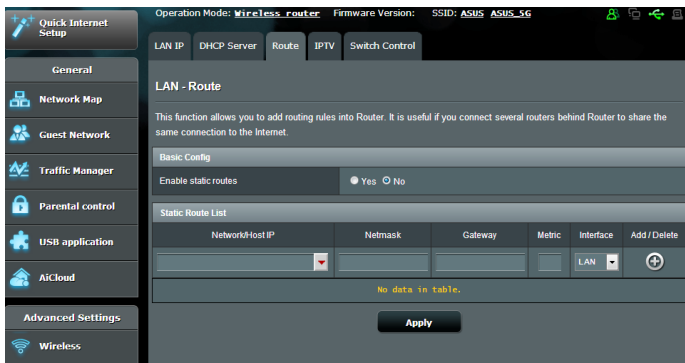 Quick Internet
Setup
General
Network Map
Guest Network
Traffic Manager
Parental control
USB application
AiCloud
Advanced Settings
Wireless
Operation Mode: Wireless router Firmware Version: SSID: ASUS ASUS_5G
LAN IP DHCP Server Route IPTV Switch Control
LAN - Route
This function allows you to add routing rules into Router. It is useful if you connect several routers behind Router to share the
same connection to the Internet.
Basic Config
Enable static routes Yes No
Static Route List
Network/Host IP Netmask Gateway Metric Interface Add / Delete
LAN
No data in table.
Apply